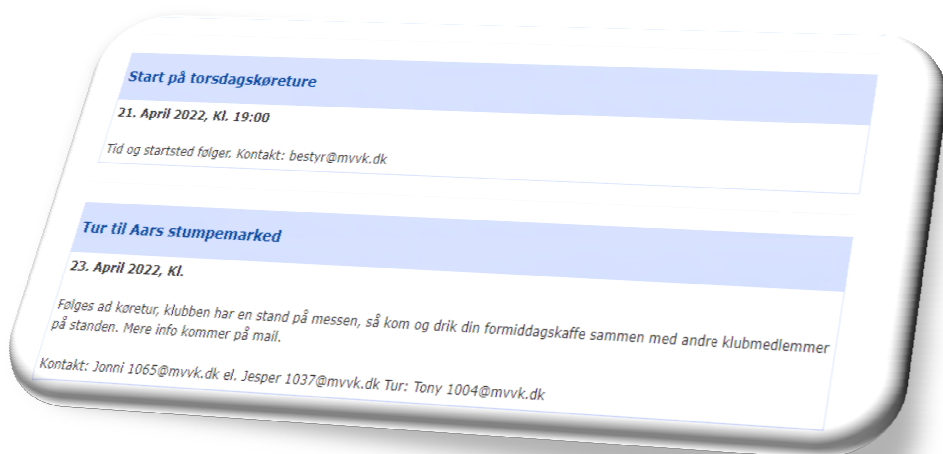 Start på torsdagskøreture
21. April 2022, Kl. 19:00
Tid og startsted følger. Kontakt: bestyr@mvvk.dk
Tur til Aars stumpemarked
23. April 2022, Kl.
Følges ad køretur, klubben har en stand på messen, så kom og drik din formiddagskaffe sammen med andre klubmedlemmer
på standen. Mere info kommer på mail.
Kontakt: Jonni 1065@mvvk.dk el. Jesper 1037@mvvk.dk Tur: Tony 1004@mvvk.dk